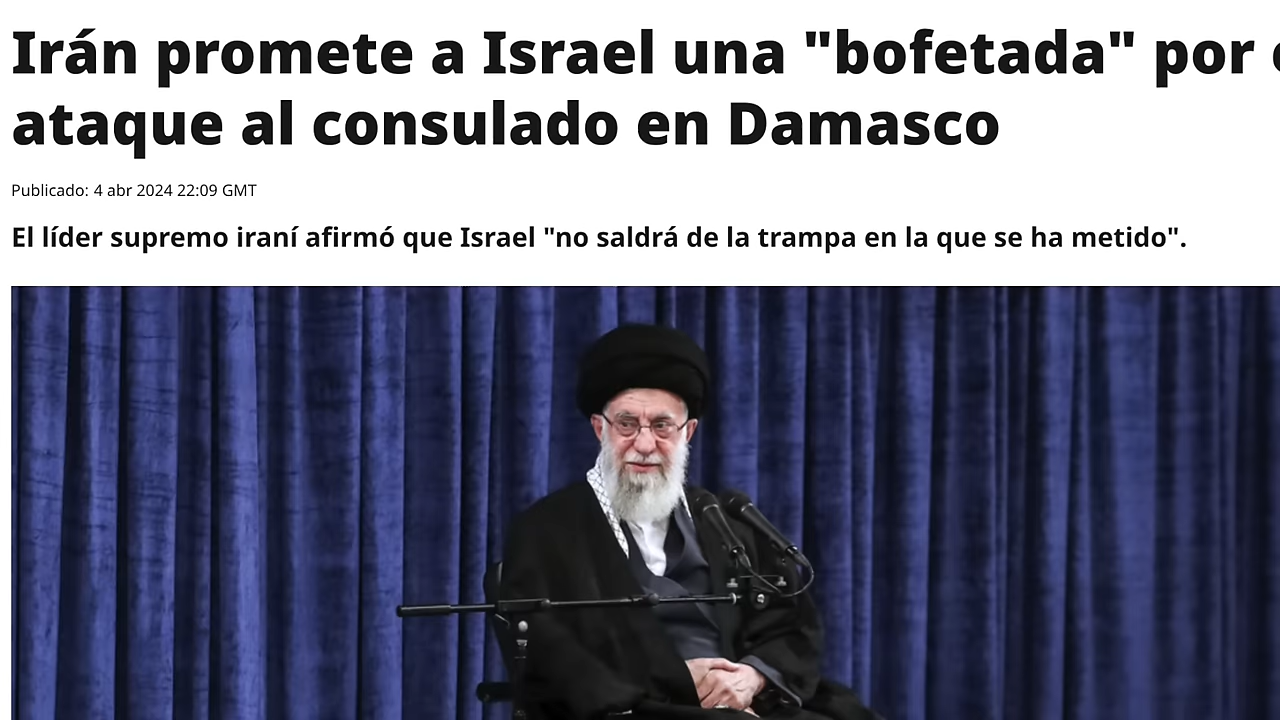 Irán promete a Israel una "bofetada" por
ataque al consulado en Damasco
Publicado: 4 abr 2024 22:09 GMT
El líder supremo iraní afirmó que Israel "no saldrá de la trampa en la que se ha metido".